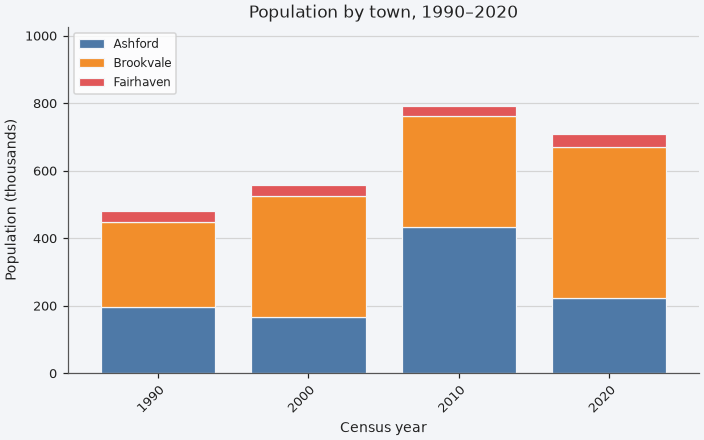 Population by town, 1990–2020
Population (thousands)
1000
800
600
400
200
0
Ashford
Brookvale
Fairhaven
1990
2000
2010
2020
Census year